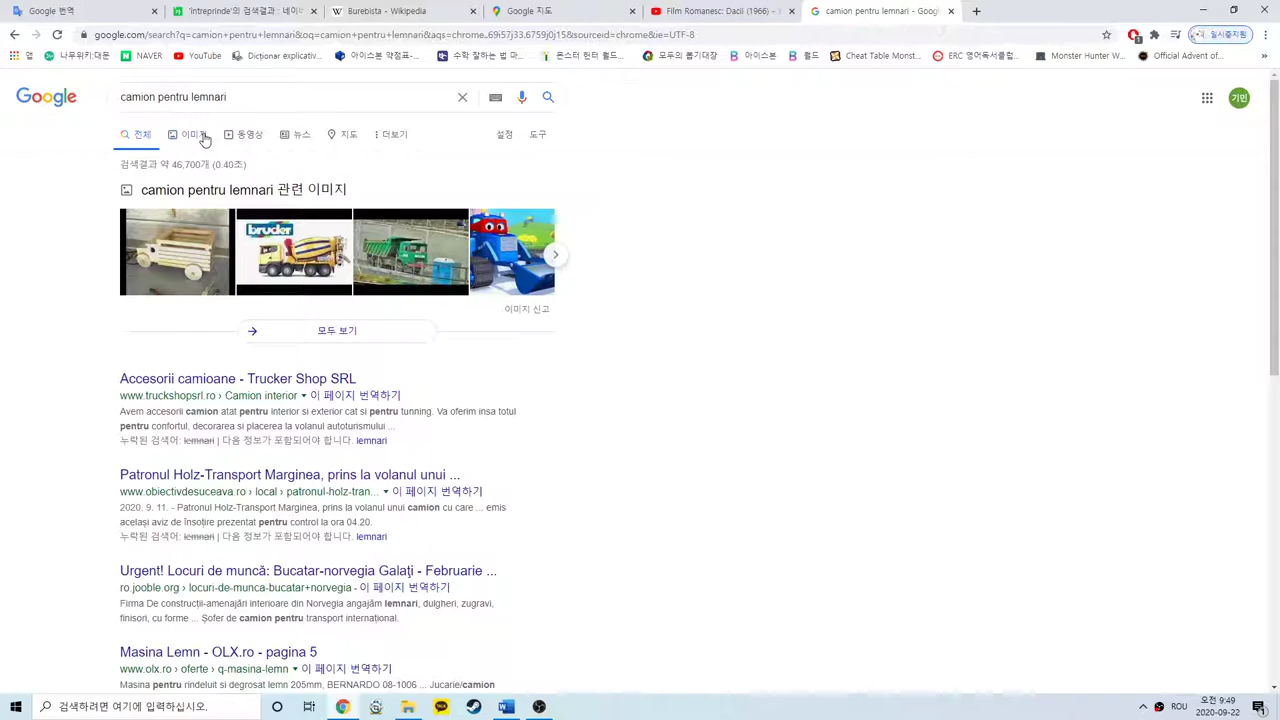 Google 번역
'intreprinde'의 검색결과 : 네이버
Burebista - Wikipedia
Google 지도
Film Romanesc: Dacii (1966) -
camion pentru lemnari - Google
google.com/search?q=camion+pentru+lemnari&oq=camion+pentru+lemnari&aqs=chrome..69i57j33.6759j0j15&sourceid=chrome&ie=UTF-8
일시중지됨
앱
나무위키:대문
NAVER
YouTube
Dicționar explicativ...
아이스본 약점표-...
수학 잘하는 법 마...
몬스터 헌터 월드...
모두의 롤기대장
아이스본
월드
Cheat Table Monst...
ERC 영어독서클럽...
Monster Hunter W...
Official Advent of...
Google
camion pentru lemnari
기민
전체
이미지
동영상
뉴스
지도
더보기
설정
도구
검색결과 약 46,700개 (0.40초)
camion pentru lemnari 관련 이미지
bruder
이미지 신고
모두 보기
Accesorii camioane - Trucker Shop SRL
www.truckshopsrl.ro › Camion interior ▾ 이 페이지 번역하기
Avem accesorii camion atat pentru interior si exterior cat si pentru tunning. Va oferim insa totul
pentru confortul, decorarea si placerea la volanul autoturismului ...
누락된 검색어: lemnari | 다음 정보가 포함되어야 합니다. lemnari
Patronul Holz-Transport Marginea, prins la volanul unui ...
www.obiectivdesuceava.ro › local › patronul-holz-tran... ▾ 이 페이지 번역하기
2020. 9. 11. - Patronul Holz-Transport Marginea, prins la volanul unui camion cu care ... emis
același aviz de însoțire prezentat pentru control la ora 04.20.
누락된 검색어: lemnari | 다음 정보가 포함되어야 합니다. lemnari
Urgent! Locuri de muncă: Bucatar-norvegia Galaţi - Februarie ...
ro.jooble.org › locuri-de-munca-bucatar+norvegia - 이 페이지 번역하기
Firma De construcții-amenajări interioare din Norvegia angajăm lemnari, dulgheri, zugravi,
finisori, cu forme ... Șofer de camion pentru transport internațional.
Masina Lemn - OLX.ro - pagina 5
www.olx.ro › oferte › q-masina-lemn ▾ 이 페이지 번역하기
Masina pentru rindeluit si degrosat lemn 205mm, BERNARDO 08-1006 ... Jucarie/camion
검색하려면 여기에 입력하십시오.
TALK
ROU
오전 9:49
2020-09-22